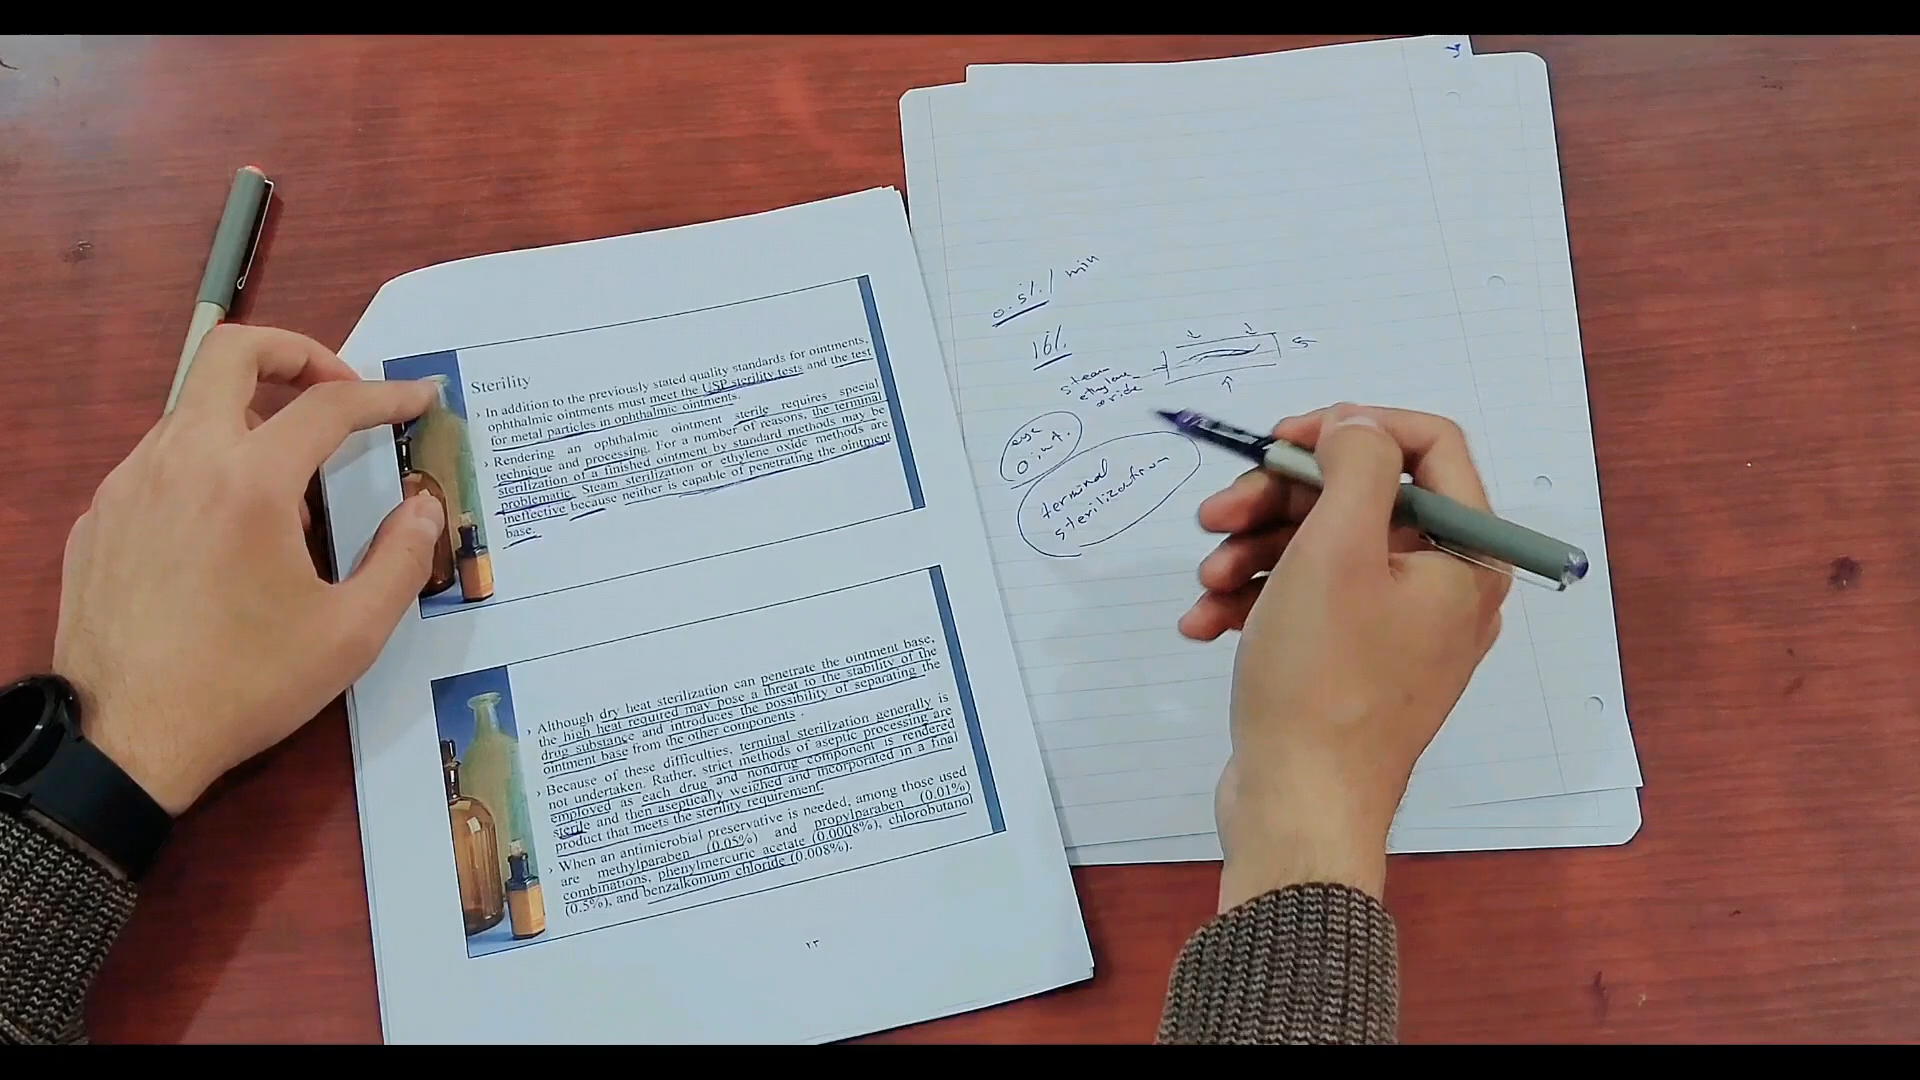 Sterility
› In addition to the previously stated quality standards for ointments,
ophthalmic ointments must meet the USP sterility tests and the test
for metal particles in ophthalmic ointments.
› Rendering an ophthalmic ointment sterile requires special
technique and processing. For a number of reasons, the terminal
sterilization of a finished ointment by standard methods may be
problematic. Steam sterilization or ethylene oxide methods are
ineffective because neither is capable of penetrating the ointment
base.
› Although dry heat sterilization can penetrate the ointment base,
the high heat required may pose a threat to the stability of the
drug substance and introduces the possibility of separating the
ointment base from the other components .
› Because of these difficulties, terminal sterilization generally is
not undertaken. Rather, strict methods of aseptic processing are
employed as each drug and nondrug component is rendered
sterile and then aseptically weighed and incorporated in a final
product that meets the sterility requirement.
› When an antimicrobial preservative is needed, among those used
are methylparaben (0.05%) and propylparaben (0.01%)
combinations, phenylmercuric acetate (0.0008%), chlorobutanol
(0.5%), and benzalkonium chloride (0.008%).
١٣
0.5% / min
16%
steam
ethylene
oxide
eye
oint.
terminal
sterilization